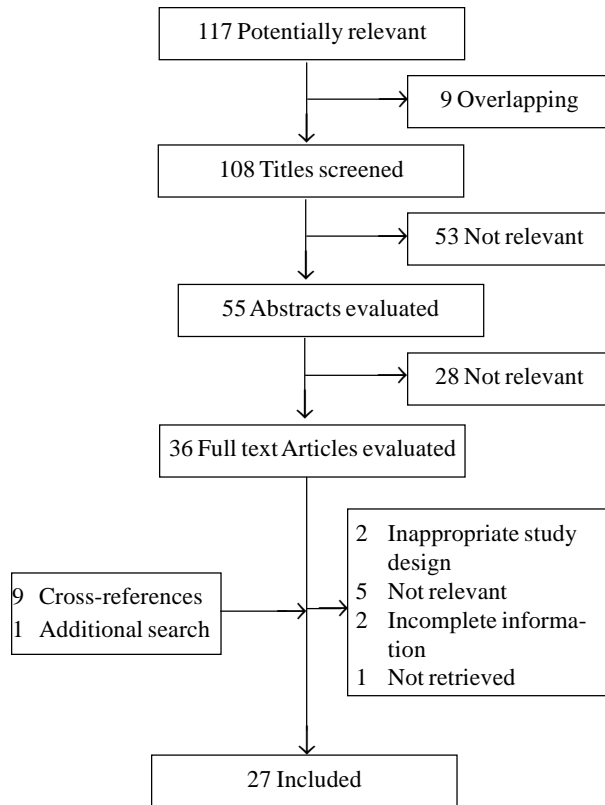 117 Potentially relevant
9 Overlapping
108 Titles screened
53 Not relevant
55 Abstracts evaluated
28 Not relevant
36 Full text Articles evaluated
9 Cross-references
1 Additional search
2 Inappropriate study
design
5 Not relevant
2 Incomplete informa-
tion
1 Not retrieved
27 Included